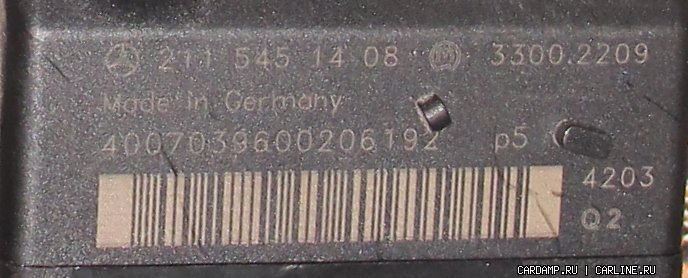 211 545 14 08 3300.2209
Made in Germany
40070396002061​92 p5
4203
Q2
CARDAMP.RU | CARLINE.RU